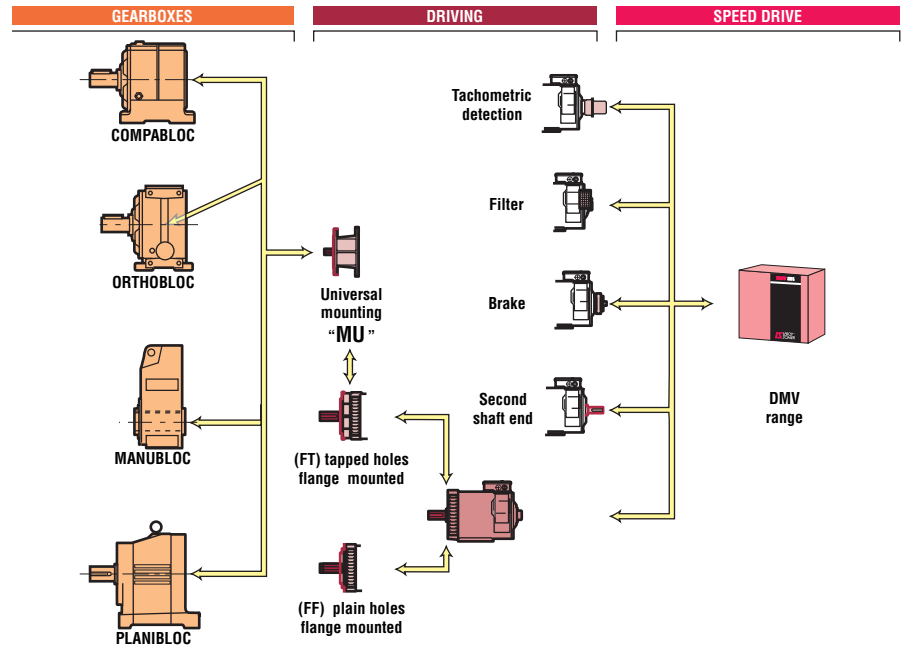 GEARBOXES
DRIVING
SPEED DRIVE
COMPABLOC
ORTHOBLOC
MANUBLOC
PLANIBLOC
Universal
mounting
“MU”
(FT) tapped holes
flange mounted
(FF) plain holes
flange mounted
Tachometric
detection
Filter
Brake
Second
shaft end
DMV
range